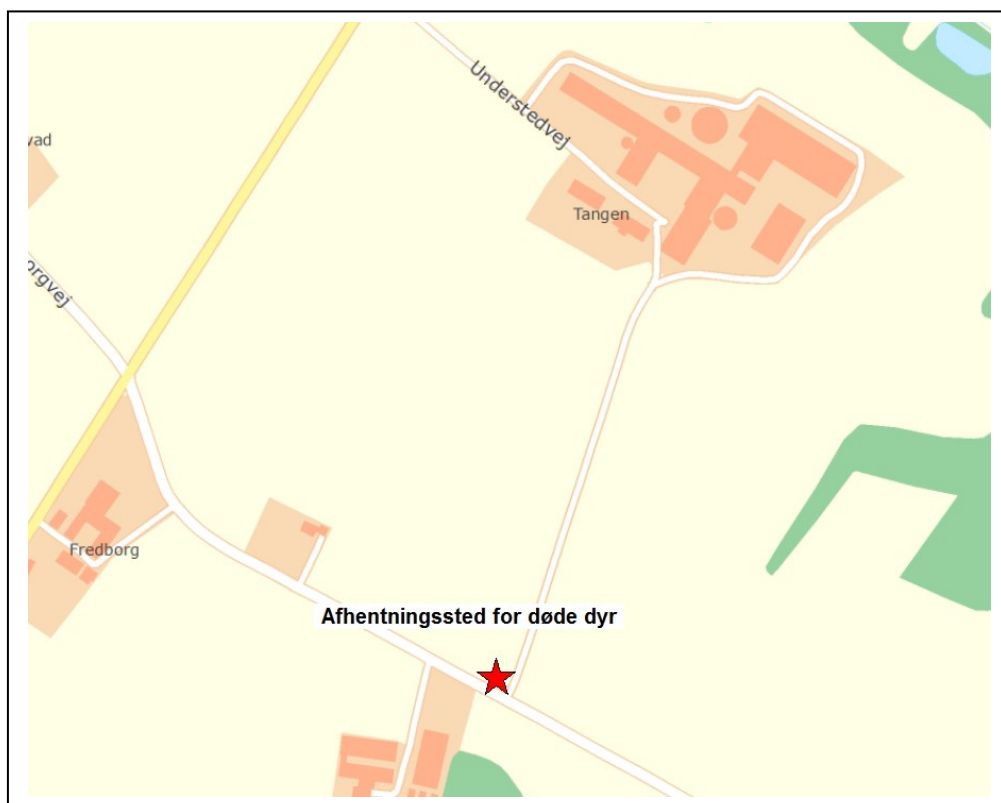 Understedvej
vad
Tangen
orgvej
Fredborg
Afhentningssted for døde dyr